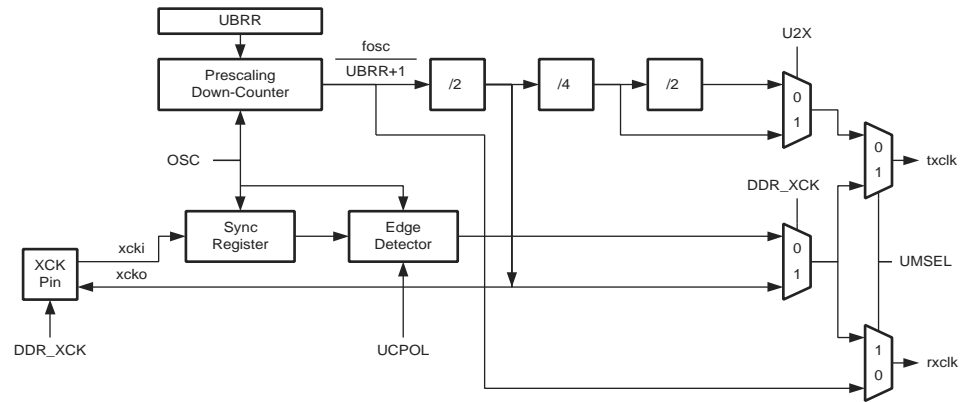 UBRR
fosc
UBRR+1
U2X
Prescaling
Down-Counter
/2
/4
/2
0
1
OSC
0
1
txclk
DDR_XCK
Sync
Register
Edge
Detector
xcki
0
1
XCK
Pin
xcko
UMSEL
DDR_XCK
UCPOL
1
0
rxclk